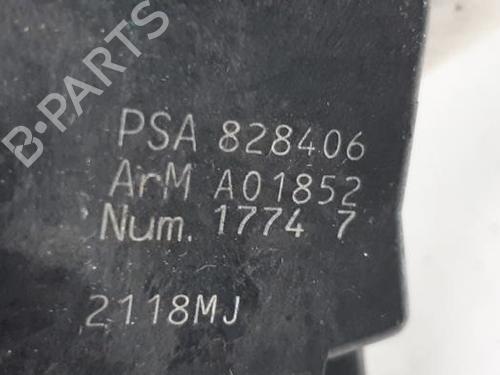 B-PARTS
PSA 828406
ArM A01852
Num. 1774 7
2118MJ